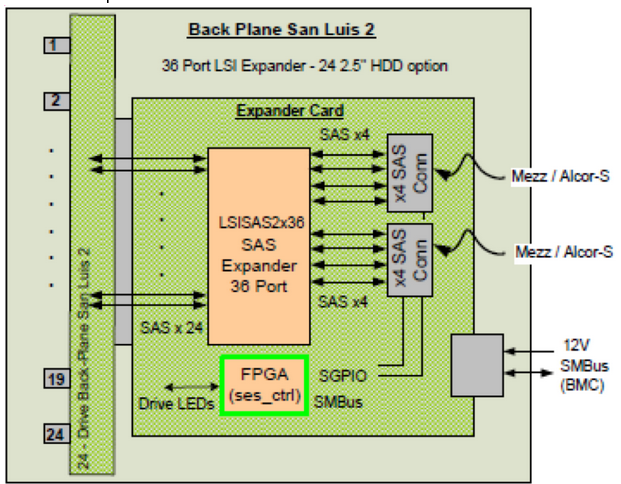 Back Plane San Luis 2
36 Port LSI Expander - 24 2.5" HDD option
1
2
19
24
24 - Drive Back-Plane San Luis 2
Expander Card
SAS x4
x4 SAS
Conn
Mezz / Alcor-S
LSISAS2x36
SAS
Expander
36 Port
x4 SAS
Conn
Mezz / Alcor-S
SAS x4
SAS x 24
FPGA
(ses_ctrl)
Drive LEDs
SGPIO
SMBus
12V
SMBus
(BMC)